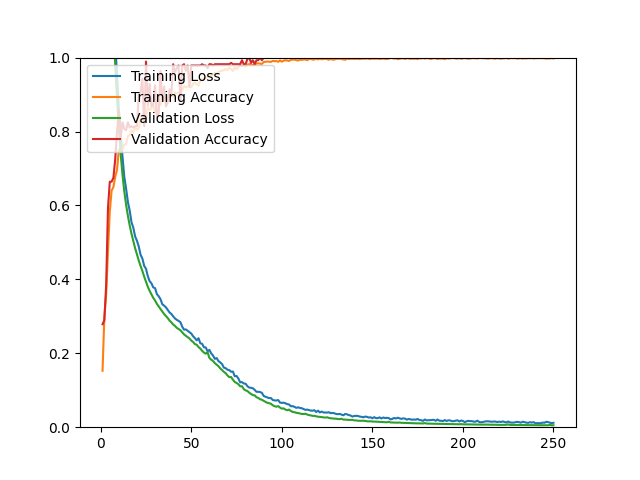 1.0
Training Loss
Training Accuracy
Validation Loss
Validation Accuracy
0.8
0.6
0.4
0.2
0.0
0 50 100 150 200 250